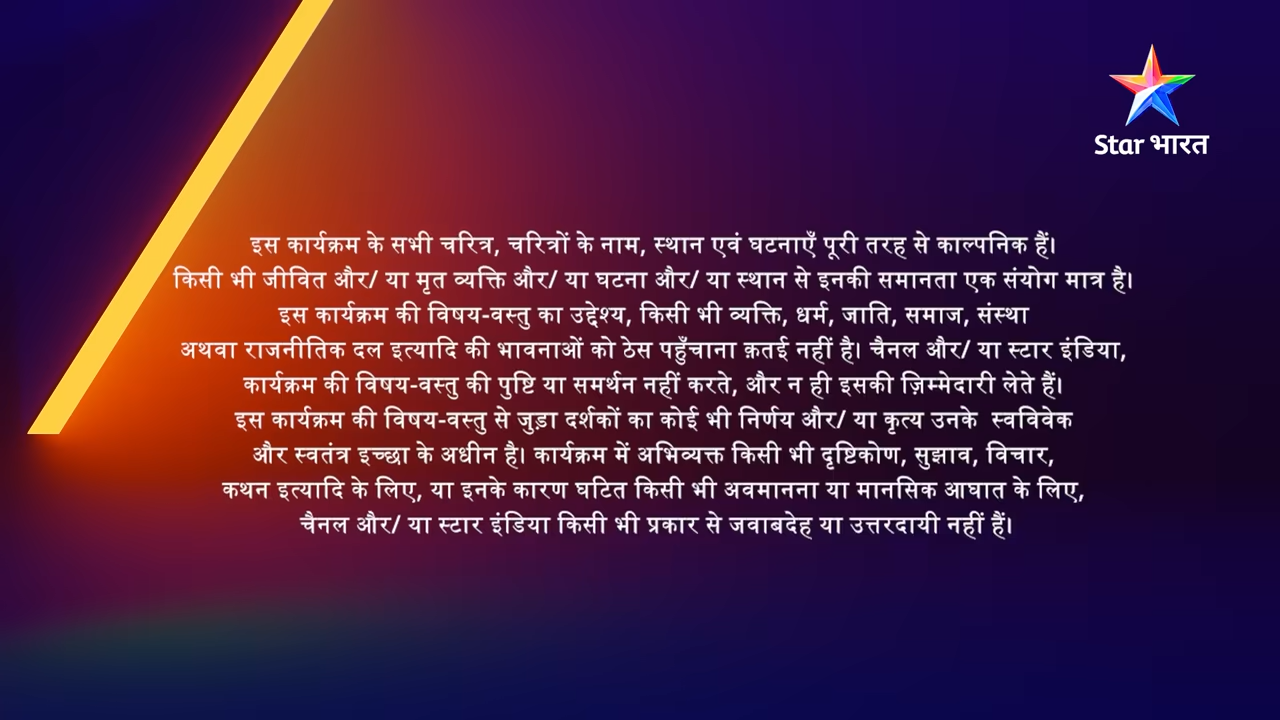 Star भारत
इस कार्यक्रम के सभी चरित्र, चरित्रों के नाम, स्थान एवं घटनाएँ पूरी तरह से काल्पनिक हैं।
किसी भी जीवित और/ या मृत व्यक्ति और/ या घटना और/ या स्थान से इनकी समानता एक संयोग मात्र है।
इस कार्यक्रम की विषय-वस्तु का उद्देश्य, किसी भी व्यक्ति, धर्म, जाति, समाज, संस्था
अथवा राजनीतिक दल इत्यादि की भावनाओं को ठेस पहुँचाना क़तई नहीं है। चैनल और/ या स्टार इंडिया,
कार्यक्रम की विषय-वस्तु की पुष्टि या समर्थन नहीं करते, और न ही इसकी ज़िम्मेदारी लेते हैं।
इस कार्यक्रम की विषय-वस्तु से जुड़ा दर्शकों का कोई भी निर्णय और/ या कृत्य उनके  स्वविवेक
और स्वतंत्र इच्छा के अधीन है। कार्यक्रम में अभिव्यक्त किसी भी दृष्टिकोण, सुझाव, विचार,
कथन इत्यादि के लिए, या इनके कारण घटित किसी भी अवमानना या मानसिक आघात के लिए,
चैनल और/ या स्टार इंडिया किसी भी प्रकार से जवाबदेह या उत्तरदायी नहीं हैं।